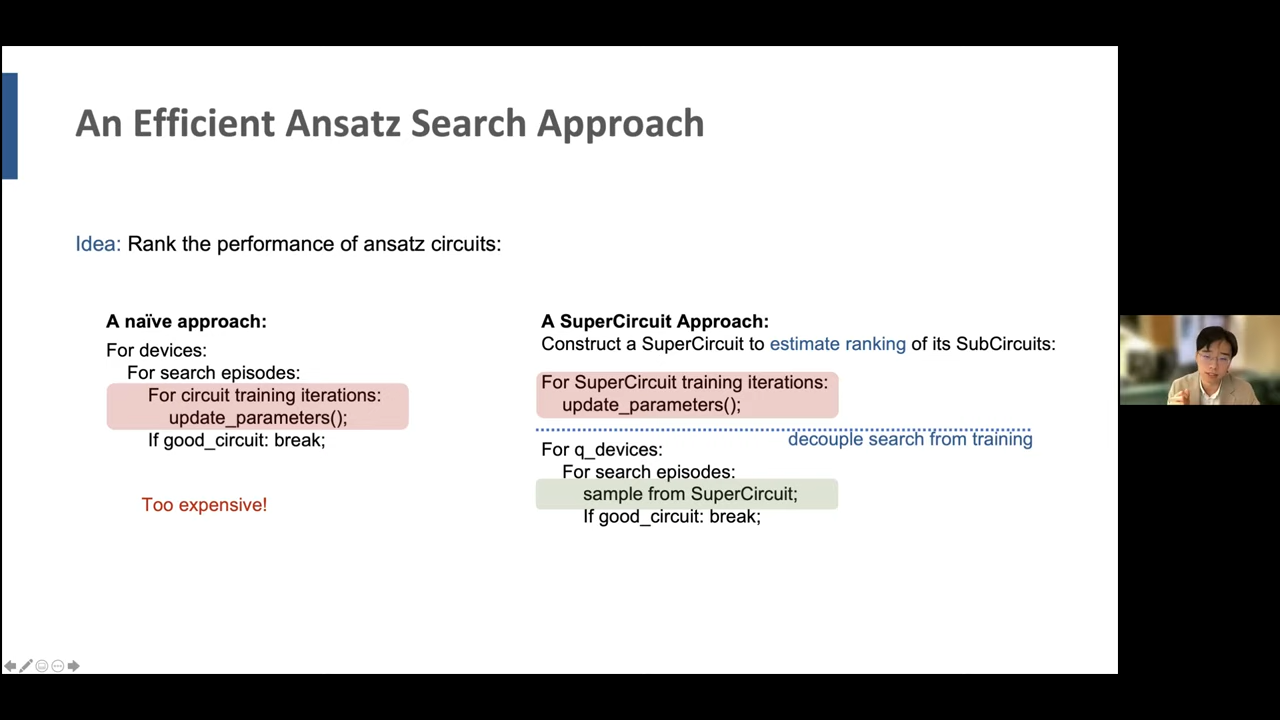 An Efficient Ansatz Search Approach
Idea: Rank the performance of ansatz circuits:
A naïve approach:
For devices:
For search episodes:
For circuit training iterations:
update_parameters();
If good_circuit: break;
Too expensive!
A SuperCircuit Approach:
Construct a SuperCircuit to estimate ranking of its SubCircuits:
For SuperCircuit training iterations:
update_parameters();
decouple search from training
For q_devices:
For search episodes:
sample from SuperCircuit;
If good_circuit: break;